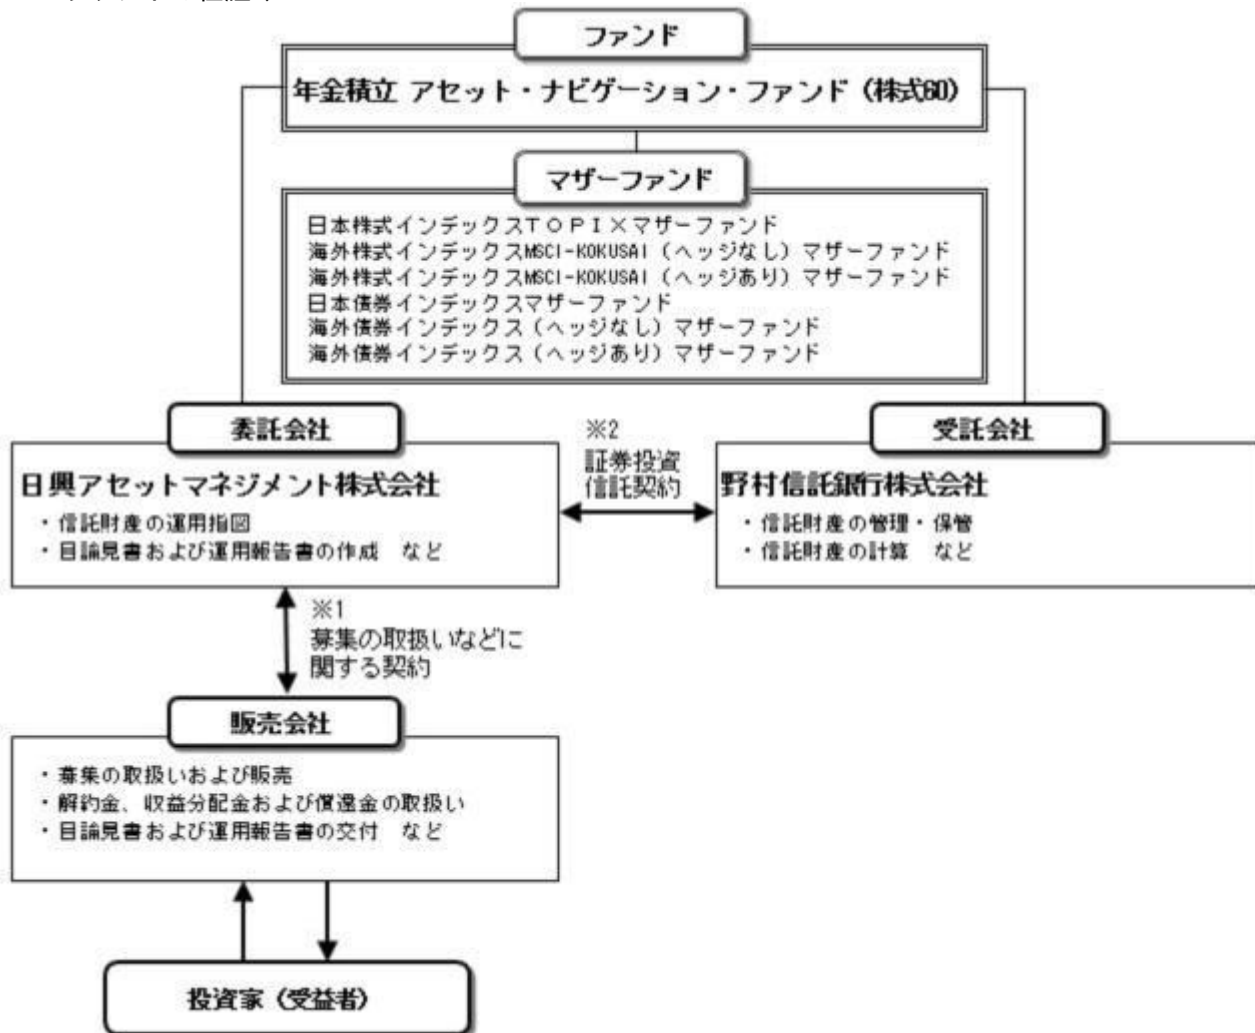 ファンド
年金積立 アセット・ナビゲーション・ファンド（株式60）
マザーファンド
日本株式インデックスＴＯＰＩＸマザーファンド
海外株式インデックスMSCI-KOKUSAI（ヘッジなし）マザーファンド
海外株式インデックスMSCI-KOKUSAI（ヘッジあり）マザーファンド
日本債券インデックスマザーファンド
海外債券インデックス（ヘッジなし）マザーファンド
海外債券インデックス（ヘッジあり）マザーファンド
委託会社
日興アセットマネジメント株式会社
・信託財産の運用指図
・目論見書および運用報告書の作成　など
※2
証券投資
信託契約
受託会社
野村信託銀行株式会社
・信託財産の管理・保管
・信託財産の計算　など
※1
募集の取扱いなどに
関する契約
販売会社
・募集の取扱いおよび販売
・解約金、収益分配金および償還金の取扱い
・目論見書および運用報告書の交付　など
投資家（受益者）